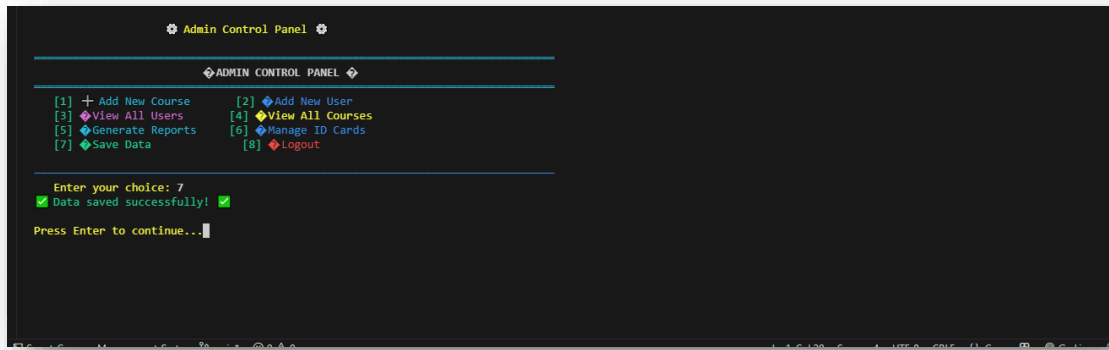 ⚙ Admin Control Panel ⚙
�ADMIN CONTROL PANEL �
[1] ➕ Add New Course [2] �Add New User
[3] �View All Users [4] �View All Courses
[5] �Generate Reports [6] �Manage ID Cards
[7] �Save Data [8] �Logout
Enter your choice: 7
✅ Data saved successfully! ✅
Press Enter to continue...